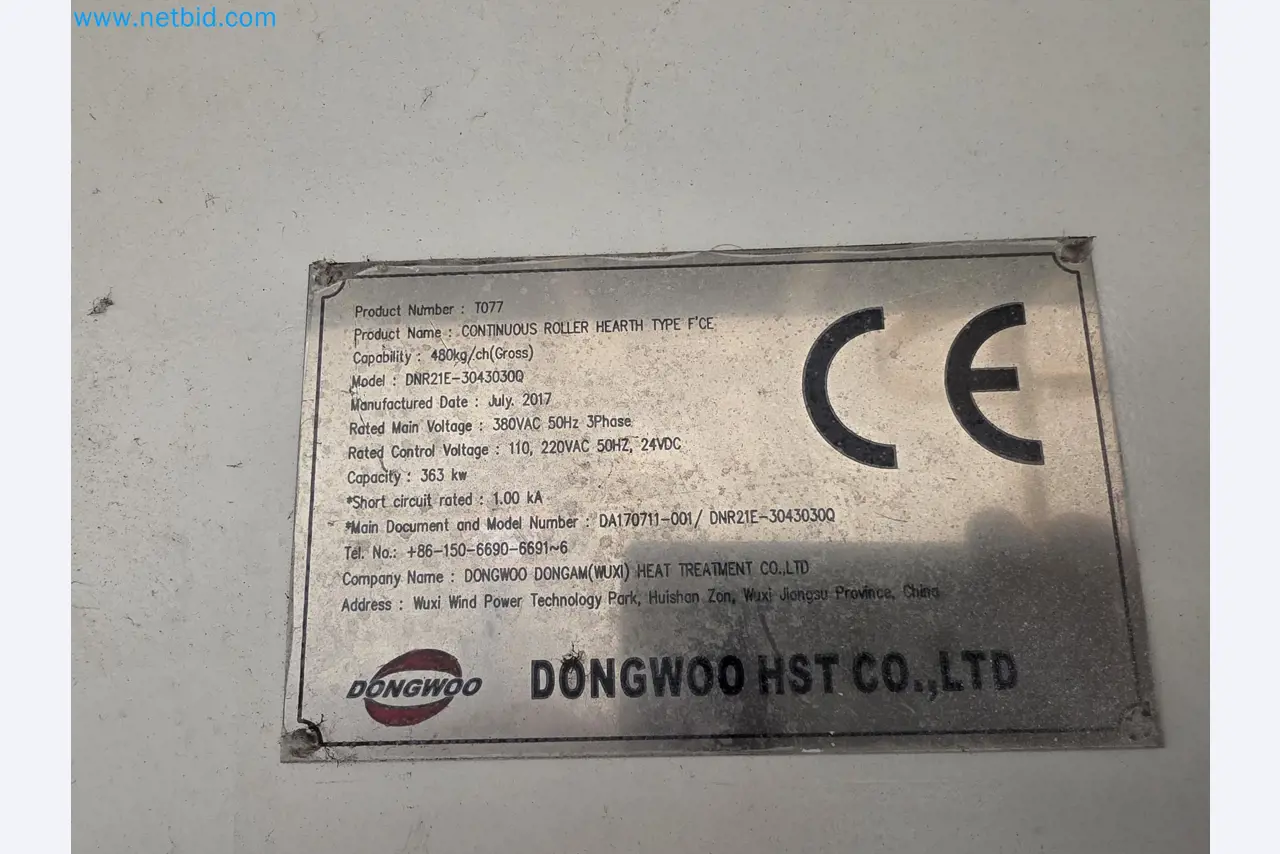 www.netbid.com
Product Number : T077
Product Name : CONTINUOUS ROLLER HEARTH TYPE F'CE
Capability : 480kg/ch(Gross)
Model : DNR21E-3043030Q
Manufactured Date : July. 2017
Rated Main Voltage : 380VAC 50Hz 3Phase
Rated Control Voltage : 110, 220VAC 50HZ, 24VDC
Capacity : 363 kw
*Short circuit rated : 1.00 kA
*Main Document and Model Number : DA170711-001/ DNR21E-3043030Q
Tel. No.: +86-150-6690-6691~6
Company Name : DONGWOO DONGAM(WUXI) HEAT TREATMENT CO.,LTD
Address : Wuxi Wind Power Technology Park, Huishan Zon, Wuxi Jiongsu Province, China
CE
DONGWOO
DONGWOO HST CO.,LTD